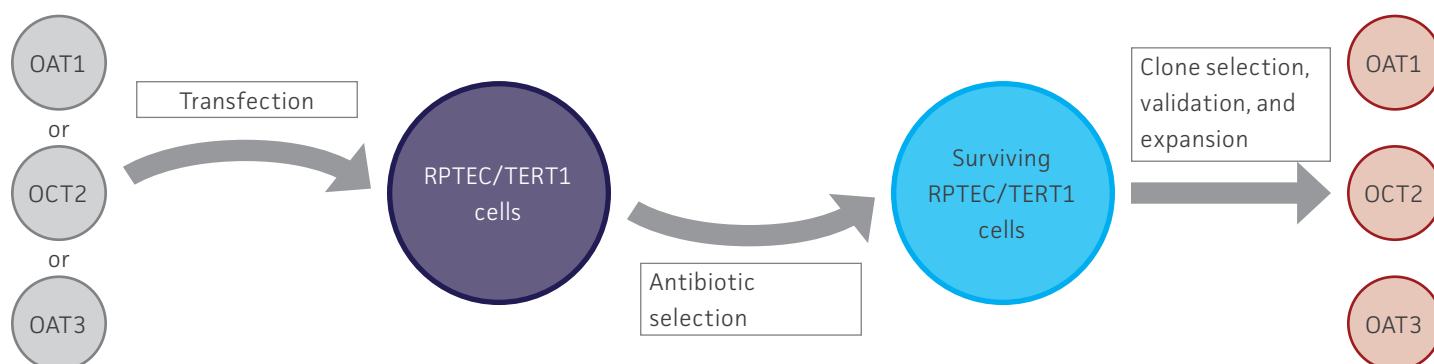 OAT1
or
OCT2
or
OAT3
Transfection
RPTEC/TERT1
cells
Antibiotic
selection
Surviving
RPTEC/TERT1
cells
Clone selection,
validation, and
expansion
OAT1
OCT2
OAT3